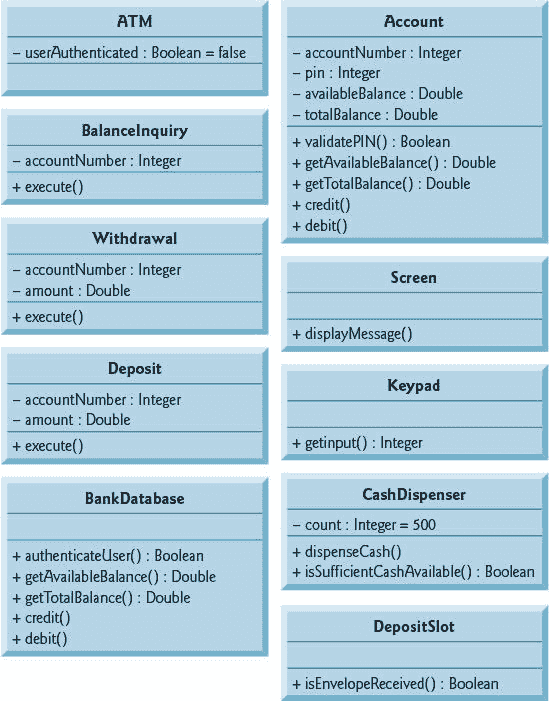 ATM
– userAuthenticated : Boolean = false
BalanceInquiry
– accountNumber : Integer
+ execute()
Withdrawal
– accountNumber : Integer
– amount : Double
+ execute()
Deposit
– accountNumber : Integer
– amount : Double
+ execute()
BankDatabase
+ authenticateUser() : Boolean
+ getAvailableBalance() : Double
+ getTotalBalance() : Double
+ credit()
+ debit()
Account
– accountNumber : Integer
– pin : Integer
– availableBalance : Double
– totalBalance : Double
+ validatePIN() : Boolean
+ getAvailableBalance() : Double
+ getTotalBalance() : Double
+ credit()
+ debit()
Screen
+ displayMessage()
Keypad
+ getinput() : Integer
CashDispenser
– count : Integer = 500
+ dispenseCash()
+ isSufficientCashAvailable() : Boolean
DepositSlot
+ isEnvelopeReceived() : Boolean